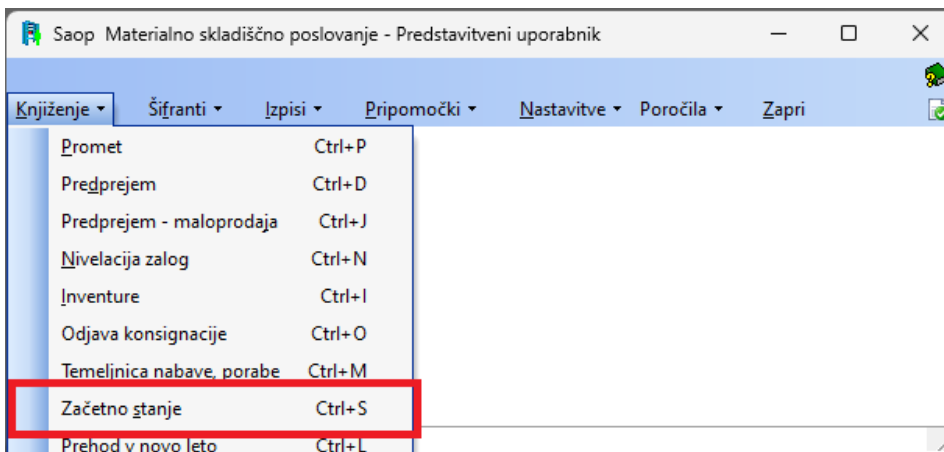 Saop Materialno skladiščno poslovanje - Predstavitveni uporabnik
Knjiženje Šifranti Izpisi Pripomočki Nastavitve Poročila Zapri
Promet Ctrl+P
Predprejem Ctrl+D
Predprejem - maloprodaja Ctrl+J
Nivelacija zalog Ctrl+N
Inventure Ctrl+I
Odjava konsignacije Ctrl+O
Temeljnica nabave, porabe Ctrl+M
Začetno stanje Ctrl+S
Prehod v novo leto Ctrl+L